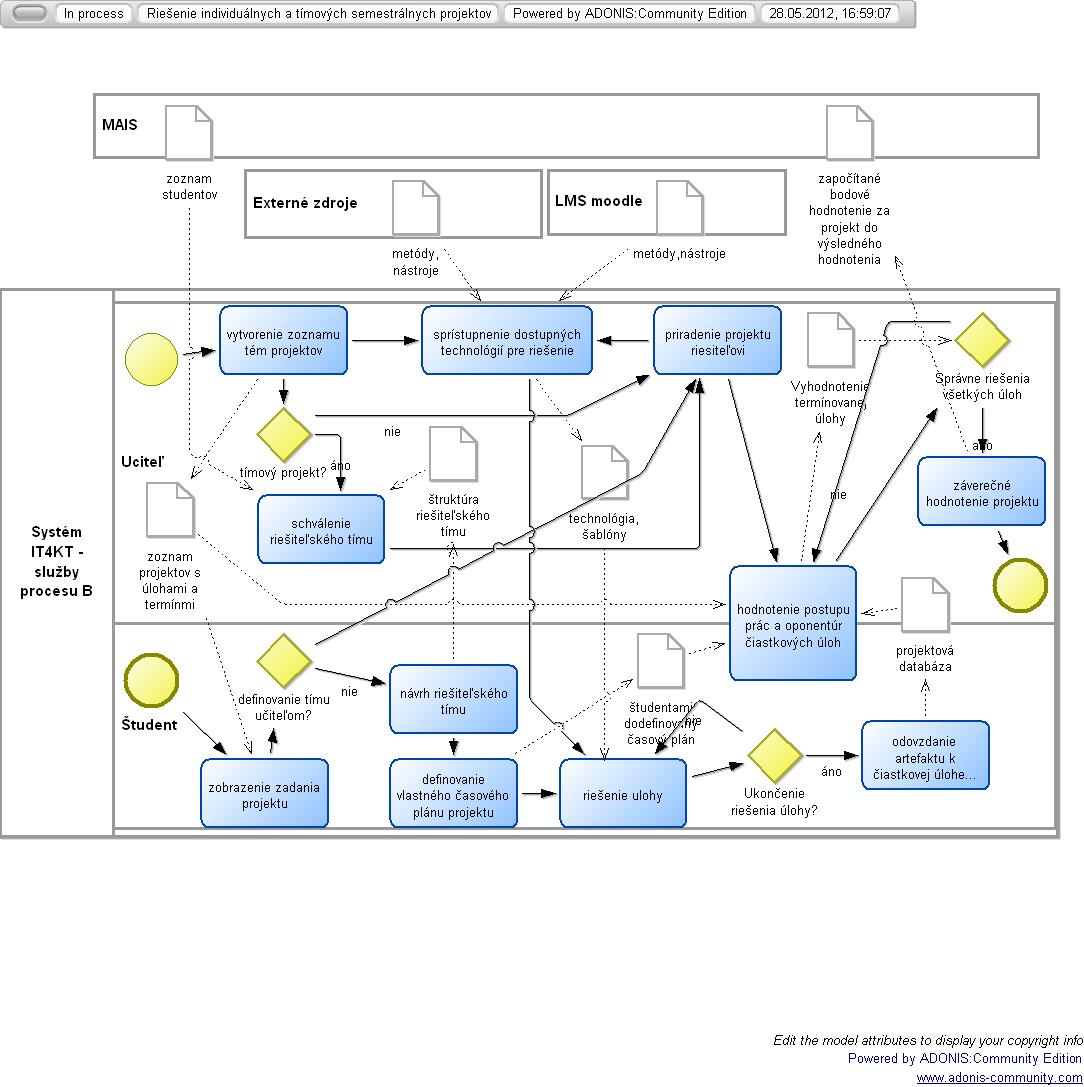 In process
Riešenie individuálnych a tímových semestrálnych projektov
Powered by ADONIS:Community Edition
28.05.2012, 16:59:07
MAIS
zoznam
studentov
započítané
bodové
hodnotenie za
projekt do
výsledného
hodnotenia
Externé zdroje
LMS moodle
metódy,
nástroje
metódy,nástroje
Systém
IT4KT -
služby
procesu B
Uciteľ
vytvorenie zoznamu
tém projektov
sprístupnenie dostupných
technológií pre riešenie
priradenie projektu
riesiteľovi
Vyhodnotenie
termínovanej
úlohy
Správne riešenia
všetkých úloh
nie
tímový projekt?
áno
štruktúra
riešiteľského
tímu
technológia,
šablóny
nie
ano
záverečné
hodnotenie projektu
schválenie
riešiteľského tímu
zoznam
projektov s
úlohami a
termínmi
hodnotenie postupu
prác a oponentúr
čiastkových úloh
projektová
databáza
Študent
definovanie tímu
učiteľom?
nie
návrh riešiteľského
tímu
študentami
dodefinovaný
časový plán
nie
zobrazenie zadania
projektu
definovanie
vlastného časového
plánu projektu
riešenie ulohy
Ukončenie
riešenia úlohy?
áno
odovzdanie
artefaktu k
čiastkovej úlohe...
Edit the model attributes to display your copyright info
Powered by ADONIS:Community Edition
www.adonis-community.com